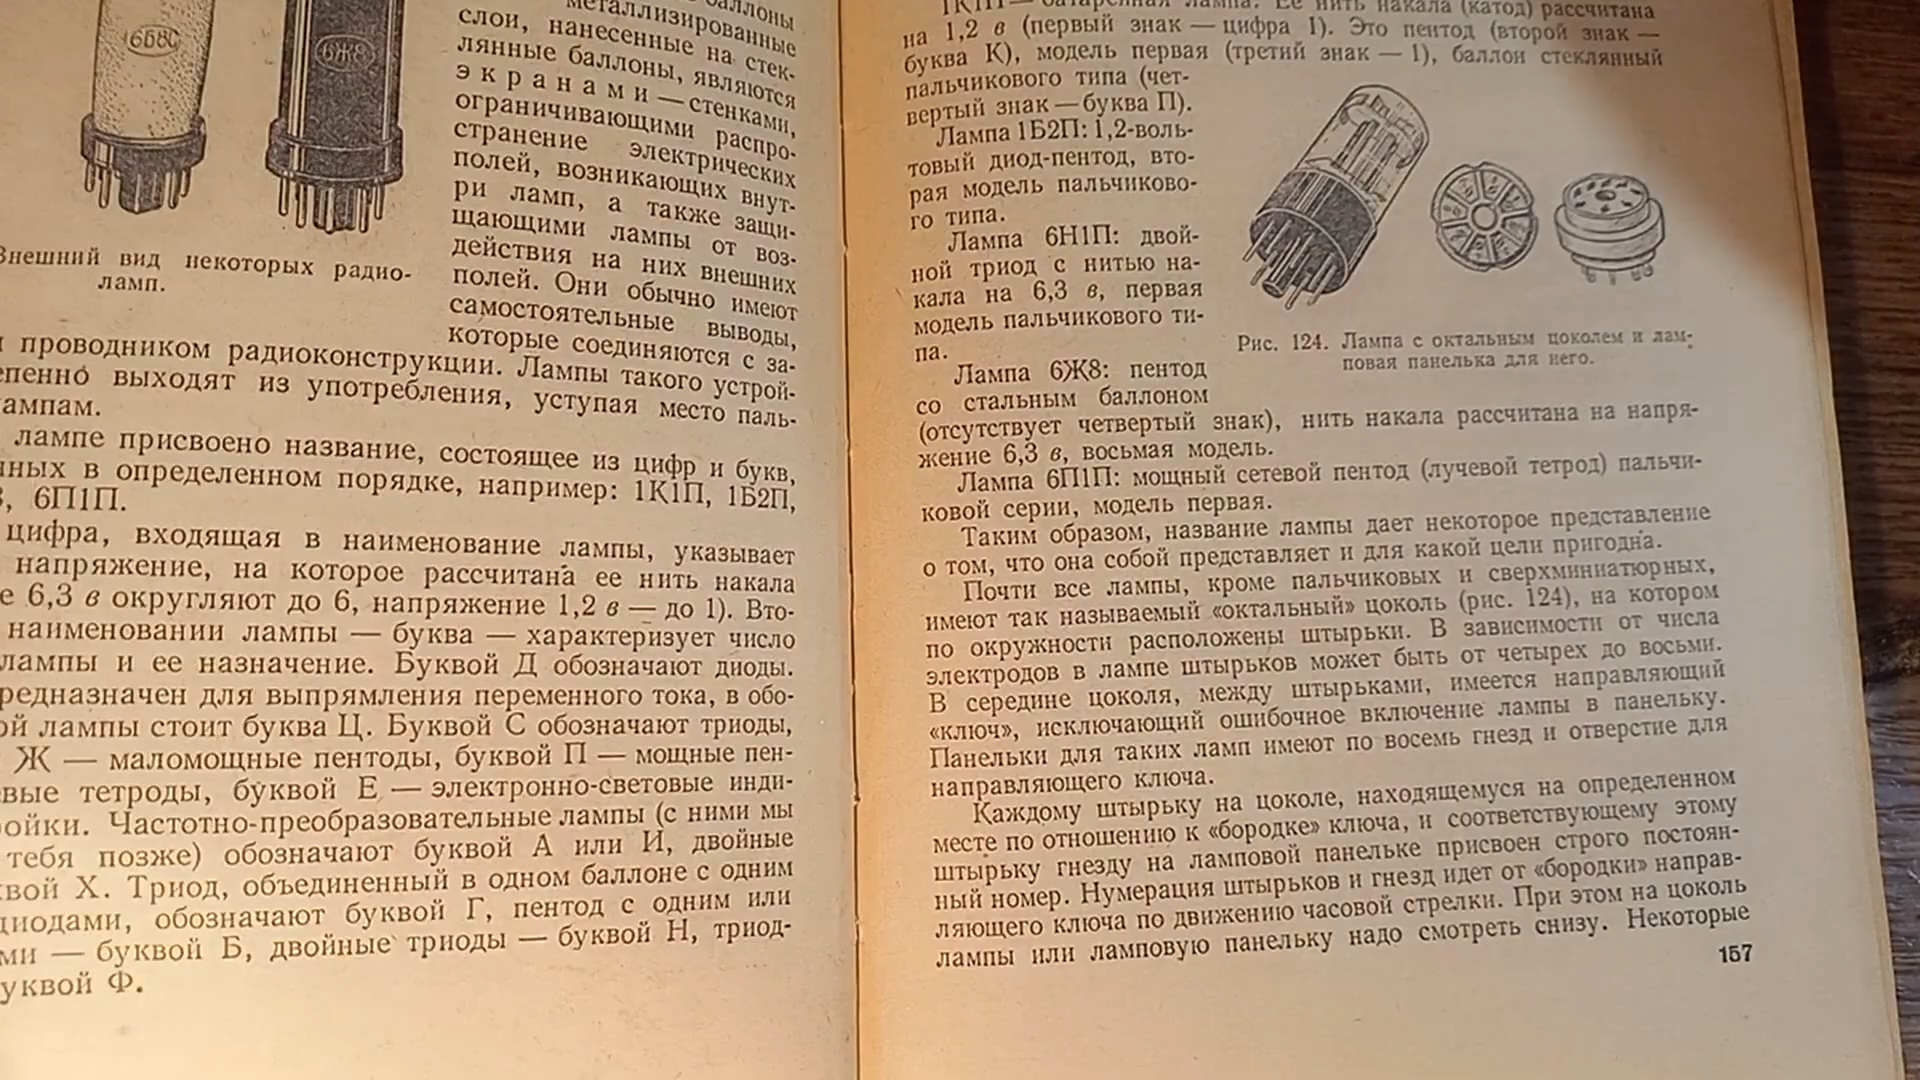 6Б8С
6Ж8
баллоны
металлизированные
слои, нанесенные на стек-
лянные баллоны, являются
экранами — стенками,
ограничивающими распро-
странение электрических
полей, возникающих внут-
ри ламп, а также защи-
щающими лампы от воз-
действия на них внешних
полей. Они обычно имеют
самостоятельные выводы,
которые соединяются с за-
Внешний вид некоторых радио-
ламп.
проводником радиоконструкции. Лампы такого устрой-
выходят из употребления, уступая место паль-
лампе присвоено название, состоящее из цифр и букв,
в определенном порядке, например: 1К1П, 1Б2П,
6П1П.
цифра, входящая в наименование лампы, указывает
напряжение, на которое рассчитана ее нить накала
6,3 в округляют до 6, напряжение 1,2 в — до 1). Вто-
наименовании лампы — буква — характеризует число
лампы и ее назначение. Буквой Д обозначают диоды.
для выпрямления переменного тока, в обо-
лампы стоит буква Ц. Буквой С обозначают триоды,
Ж — маломощные пентоды, буквой П — мощные пен-
тетроды, буквой Е — электронно-световые инди-
Частотно-преобразовательные лампы (с ними мы
тебя позже) обозначают буквой А или И, двойные
Х. Триод, объединенный в одном баллоне с одним
диодами, обозначают буквой Г, пентод с одним или
— буквой Б, двойные триоды — буквой Н, триод-
Ф.
1К1П — батарейная лампа. Ее нить накала (катод) рассчитана
на 1,2 в (первый знак — цифра 1). Это пентод (второй знак —
буква К), модель первая (третий знак — 1), баллон стеклянный
пальчикового типа (чет-
вертый знак — буква П).
Лампа 1Б2П: 1,2-воль-
товый диод-пентод, вто-
рая модель пальчиково-
го типа.
Лампа 6Н1П: двой-
ной триод с нитью на-
кала на 6,3 в, первая
модель пальчикового ти-
па.
Лампа 6Ж8: пентод
со стальным баллоном
Рис. 124. Лампа с октальным цоколем и лам-
повая панелька для него.
(отсутствует четвертый знак), нить накала рассчитана на напря-
жение 6,3 в, восьмая модель.
Лампа 6П1П: мощный сетевой пентод (лучевой тетрод) пальчи-
ковой серии, модель первая.
Таким образом, название лампы дает некоторое представление
о том, что она собой представляет и для какой цели пригодна.
Почти все лампы, кроме пальчиковых и сверхминиатюрных,
имеют так называемый «октальный» цоколь (рис. 124), на котором
по окружности расположены штырьки. В зависимости от числа
электродов в лампе штырьков может быть от четырех до восьми.
В середине цоколя, между штырьками, имеется направляющий
«ключ», исключающий ошибочное включение лампы в панельку.
Панельки для таких ламп имеют по восемь гнезд и отверстие для
направляющего ключа.
Каждому штырьку на цоколе, находящемуся на определенном
месте по отношению к «бородке» ключа, и соответствующему этому
штырьку гнезду на ламповой панельке присвоен строго постоян-
ный номер. Нумерация штырьков и гнезд идет от «бородки» направ-
ляющего ключа по движению часовой стрелки. При этом на цоколь
лампы или ламповую панельку надо смотреть снизу. Некоторые
157